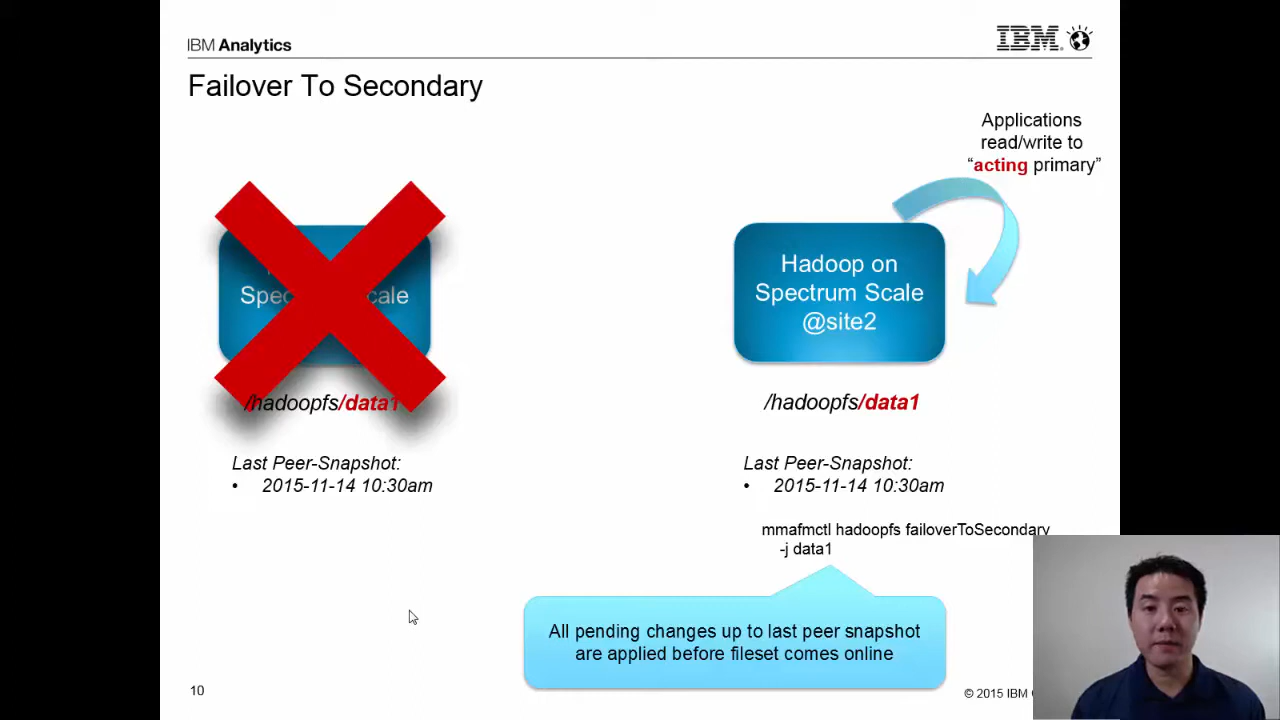 IBM Analytics
IBM
Failover To Secondary
Applications
read/write to
“acting primary”
Spec cale
Hadoop on
Spectrum Scale
@site2
/hadoopfs/data1
/hadoopfs/data1
Last Peer-Snapshot:
• 2015-11-14 10:30am
Last Peer-Snapshot:
• 2015-11-14 10:30am
mmafmctl hadoopfs failoverToSecondary
-j data1
All pending changes up to last peer snapshot
are applied before fileset comes online
10
© 2015 IBM